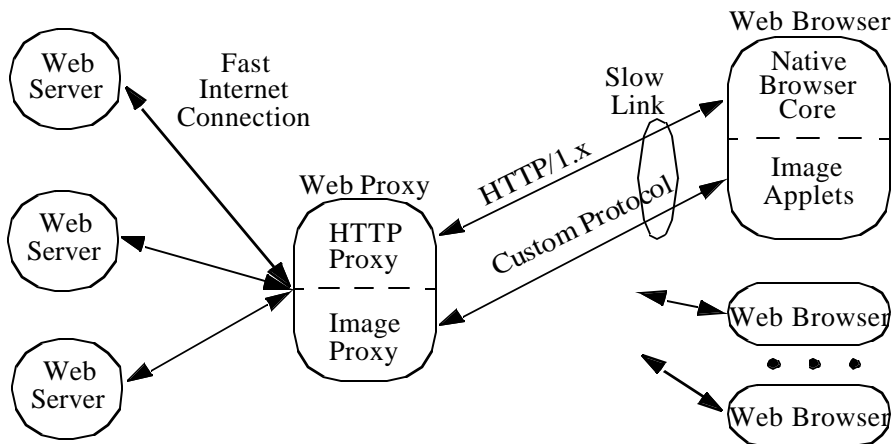 Web
Server
Fast
Internet
Connection
Web
Server
Web
Server
Web Proxy
HTTP
Proxy
Image
Proxy
HTTP/1.x
Custom Protocol
Slow
Link
Web Browser
Native
Browser
Core
Image
Applets
Web Browser
Web Browser